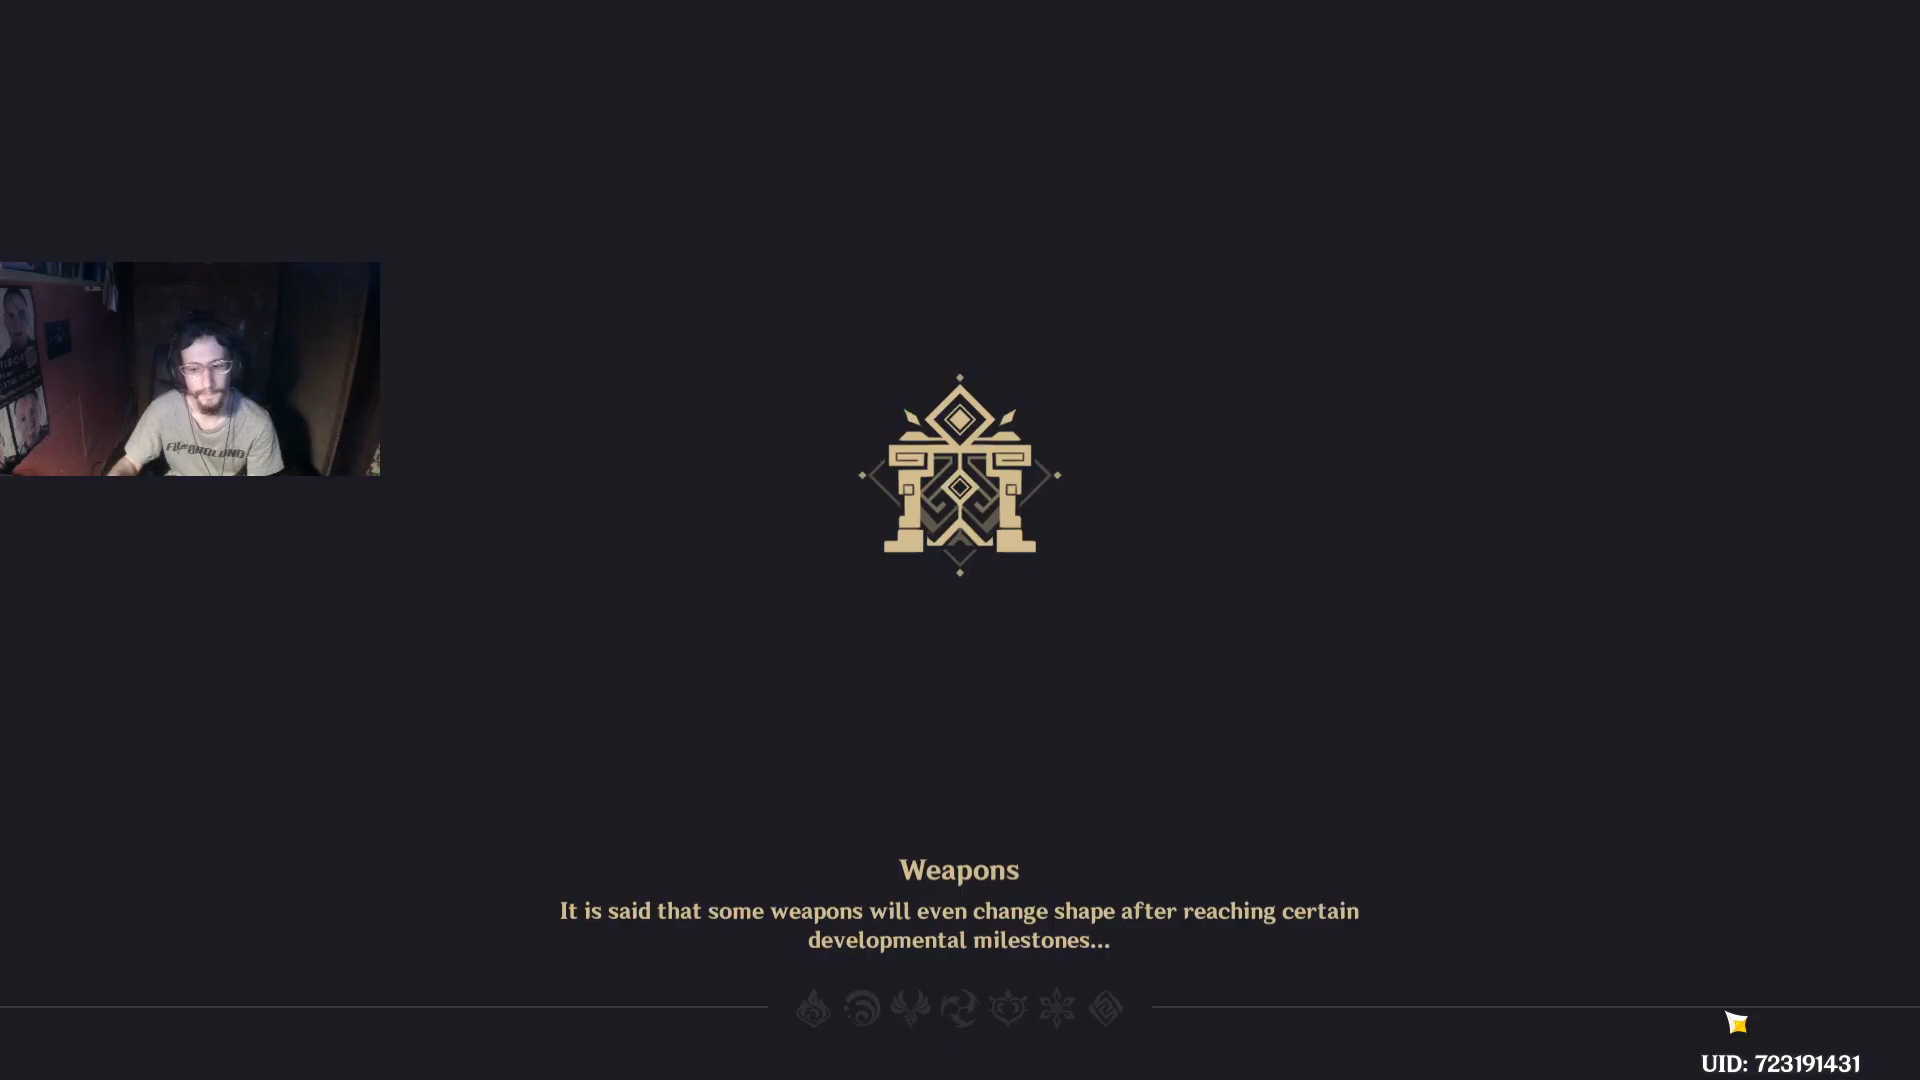 Weapons
It is said that some weapons will even change shape after reaching certain
developmental milestones...
UID: 723191431